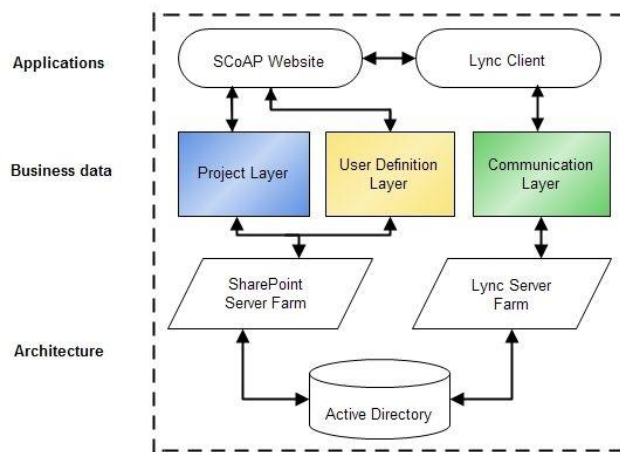 Applications
SCoAP Website
Lync Client
Business data
Project Layer
User Definition
Layer
Communication
Layer
SharePoint
Server Farm
Lync Server
Farm
Architecture
Active Directory